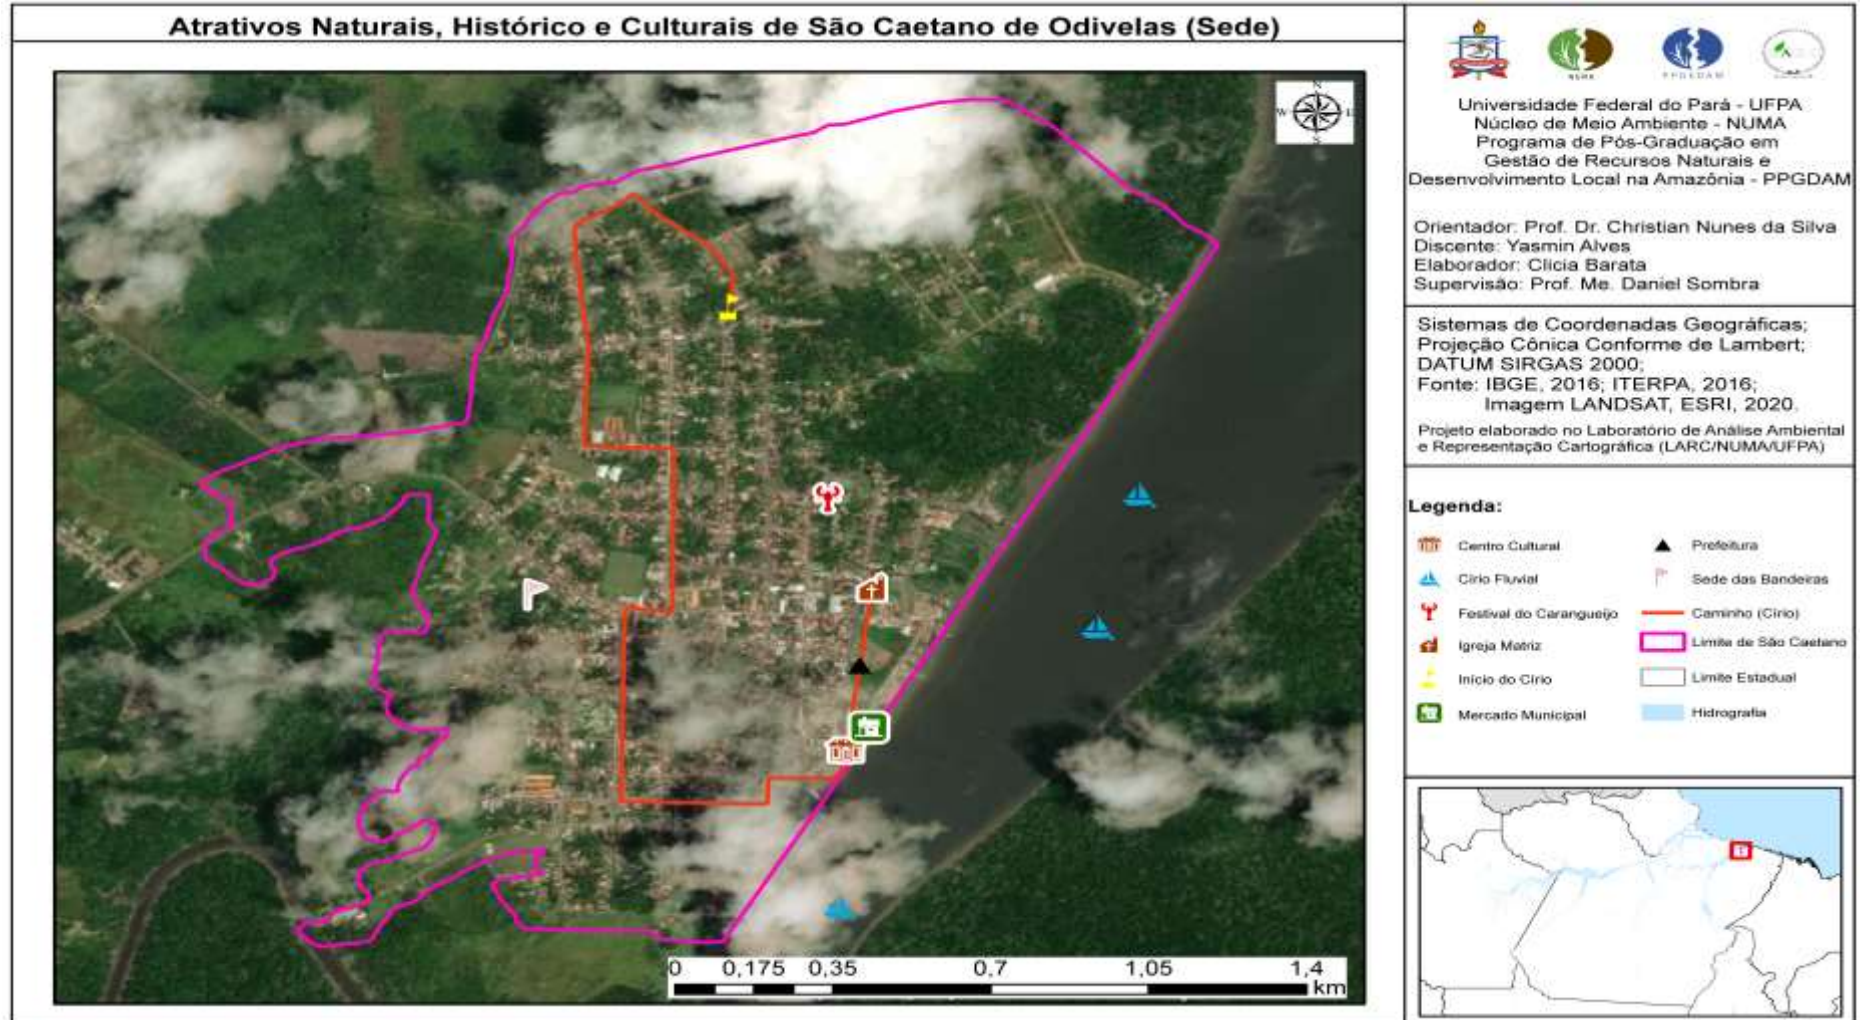 Atrativos Naturais, Histórico e Culturais de São Caetano de Odivelas (Sede)
N
W
E
S
0 0,175 0,35 0,7 1,05 1,4
km
NUMA
PPGEDAM
Universidade Federal do Pará - UFPA
Núcleo de Meio Ambiente - NUMA
Programa de Pós-Graduação em
Gestão de Recursos Naturais e
Desenvolvimento Local na Amazônia - PPGDAM
Orientador: Prof. Dr. Christian Nunes da Silva
Discente: Yasmin Alves
Elaborador: Clicia Barata
Supervisão: Prof. Me. Daniel Sombra
Sistemas de Coordenadas Geográficas;
Projeção Cônica Conforme de Lambert;
DATUM SIRGAS 2000;
Fonte: IBGE, 2016; ITERPA, 2016;
Imagem LANDSAT, ESRI, 2020.
Projeto elaborado no Laboratório de Análise Ambiental
e Representação Cartográfica (LARC/NUMA/UFPA)
Legenda:
Centro Cultural
Círio Fluvial
Festival do Carangueijo
Igreja Matriz
Início do Círio
Mercado Municipal
Prefeitura
Sede das Bandeiras
Caminho (Círio)
Limite de São Caetano
Limite Estadual
Hidrografia